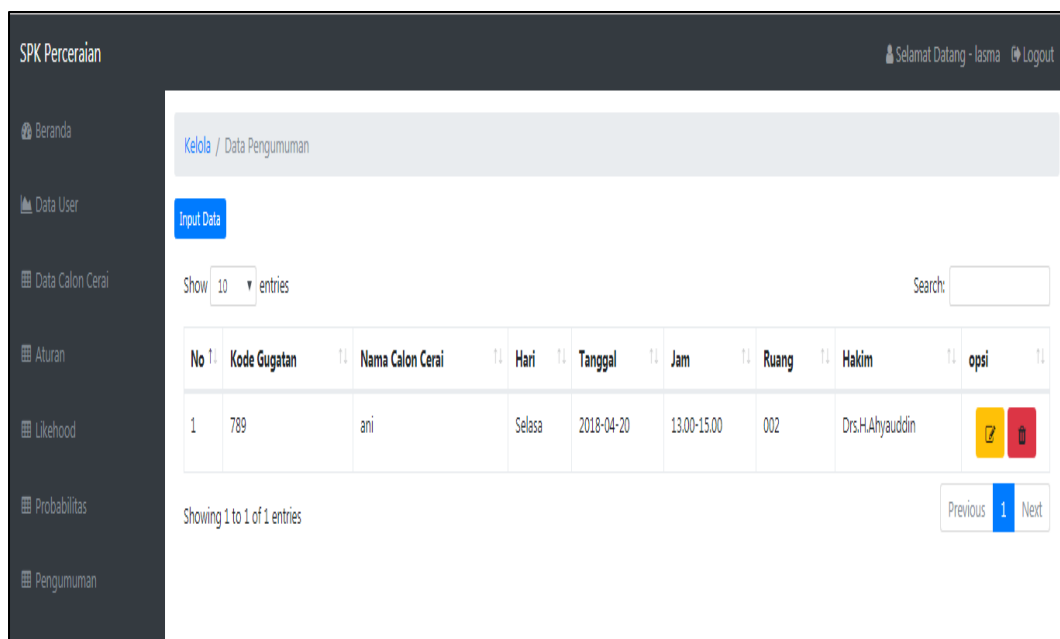 SPK Perceraian
Selamat Datang - lasma Logout
Beranda
Data User
Data Calon Cerai
Aturan
Likehood
Probabilitas
Pengumuman
Kelola / Data Pengumuman
Input Data
Show 10 entries
Search:
No Kode Gugatan Nama Calon Cerai Hari Tanggal Jam Ruang Hakim opsi
1 789 ani Selasa 2018-04-20 13.00-15.00 002 Drs.H.Ahyauddin
Showing 1 to 1 of 1 entries
Previous 1 Next